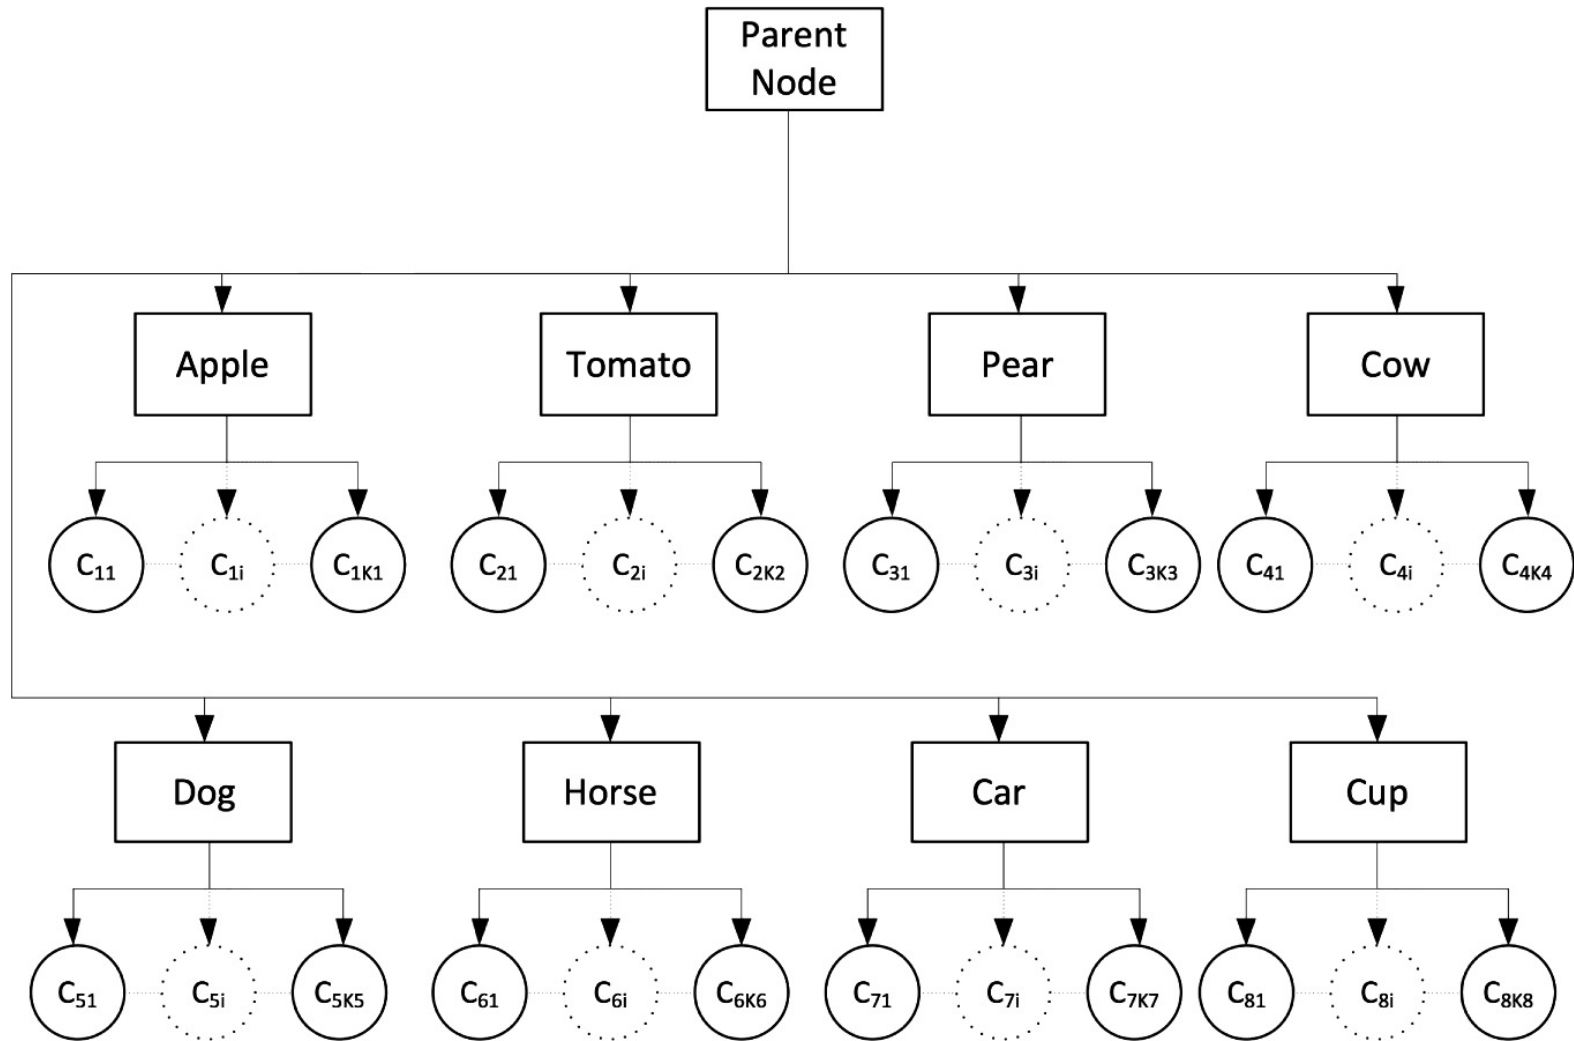 Parent
Node
Apple Tomato Pear Cow
C11 C1i C1K1 C21 C2i C2K2 C31 C3i C3K3 C41 C4i C4K4
Dog Horse Car Cup
C51 C5i C5K5 C61 C6i C6K6 C71 C7i C7K7 C81 C8i C8K8